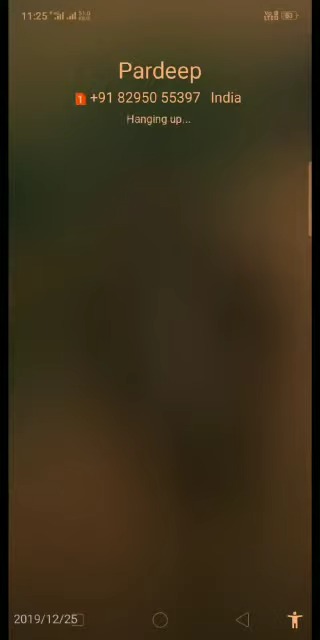 11:25
Pardeep
1 +91 82950 55397 India
Hanging up...
2019/12/25